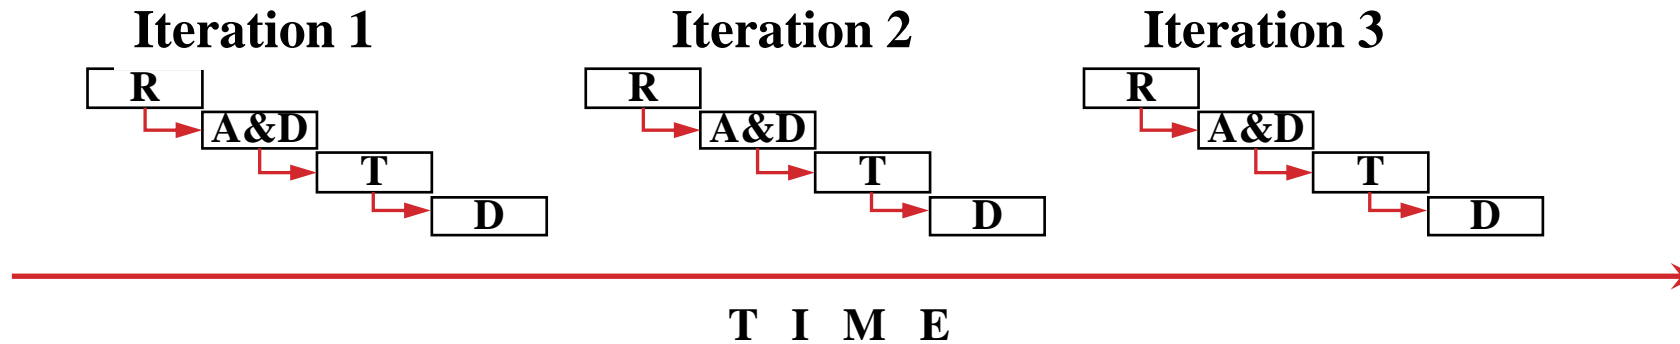 Iteration 1 Iteration 2 Iteration 3
R R R
A&D A&D A&D
T T T
D D D
T I M E